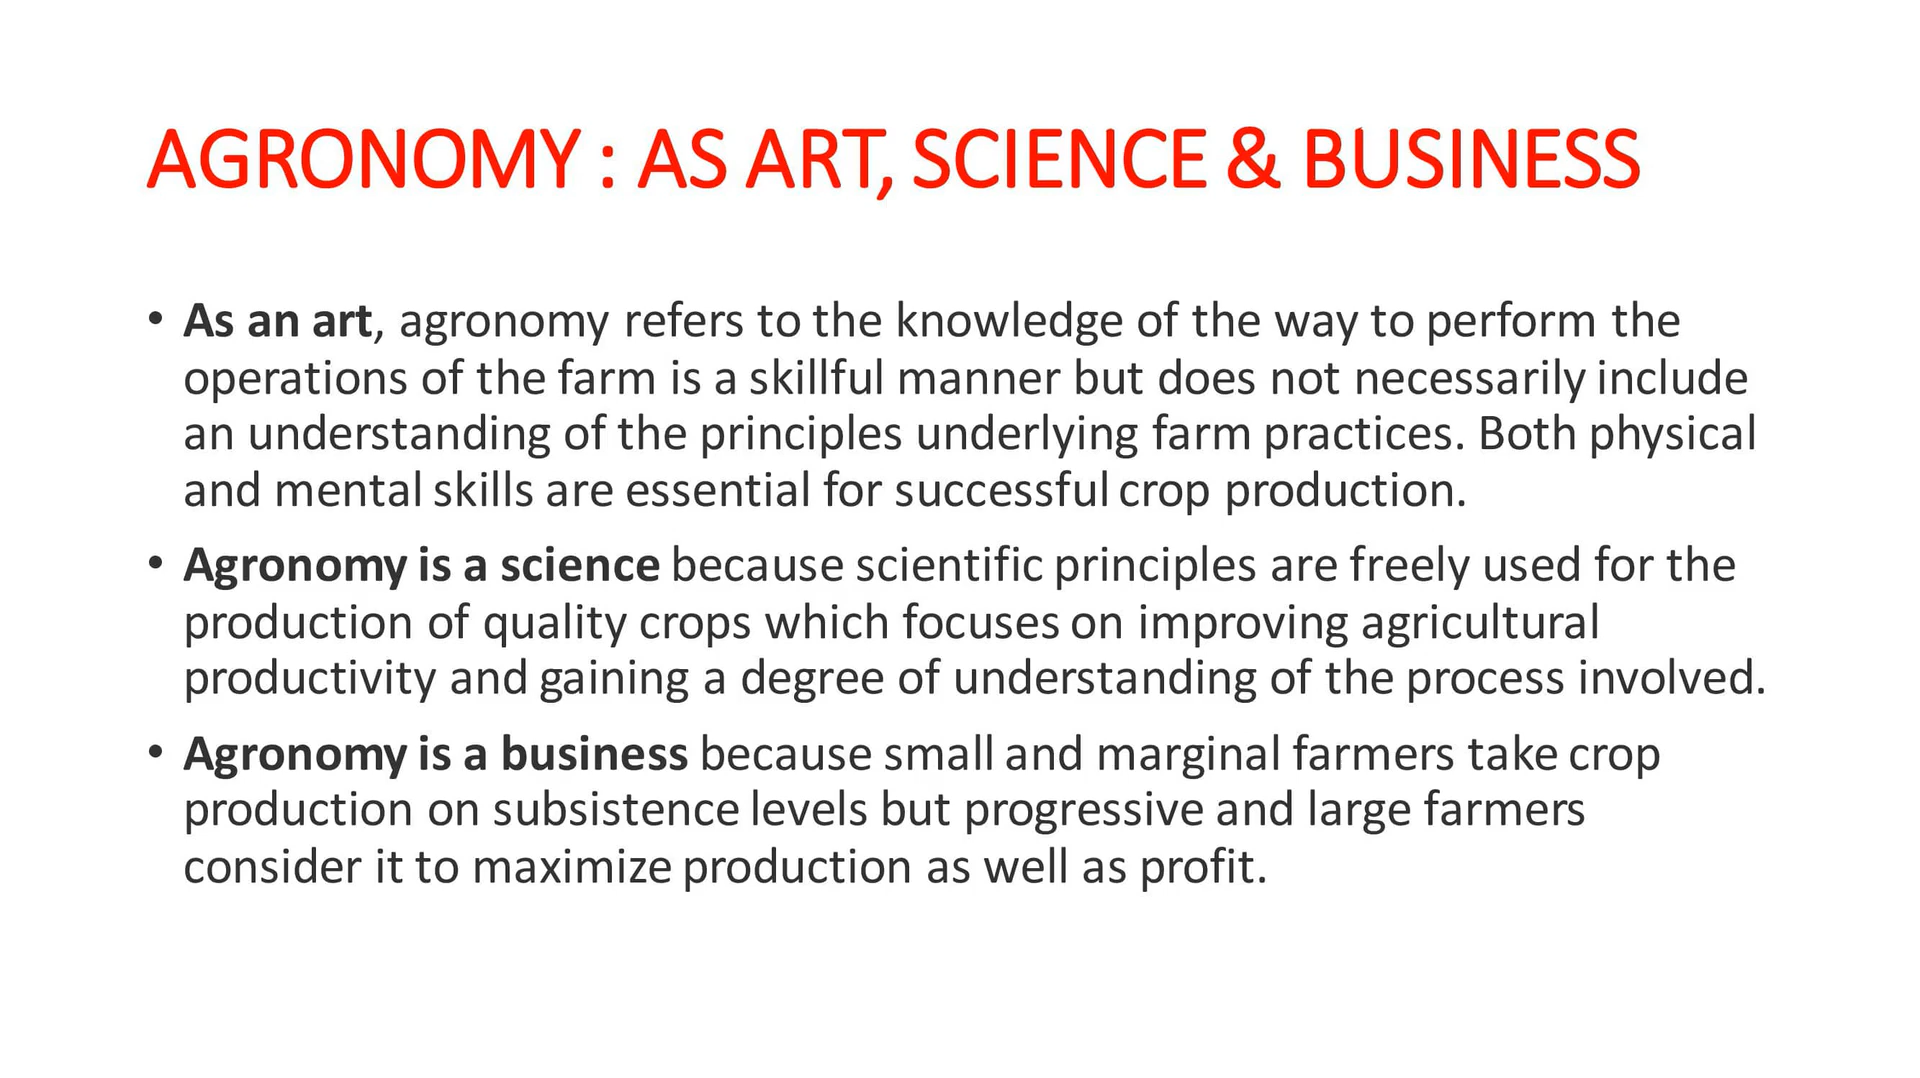 AGRONOMY : AS ART, SCIENCE & BUSINESS
• As an art, agronomy refers to the knowledge of the way to perform the
operations of the farm is a skillful manner but does not necessarily include
an understanding of the principles underlying farm practices. Both physical
and mental skills are essential for successful crop production.
• Agronomy is a science because scientific principles are freely used for the
production of quality crops which focuses on improving agricultural
productivity and gaining a degree of understanding of the process involved.
• Agronomy is a business because small and marginal farmers take crop
production on subsistence levels but progressive and large farmers
consider it to maximize production as well as profit.